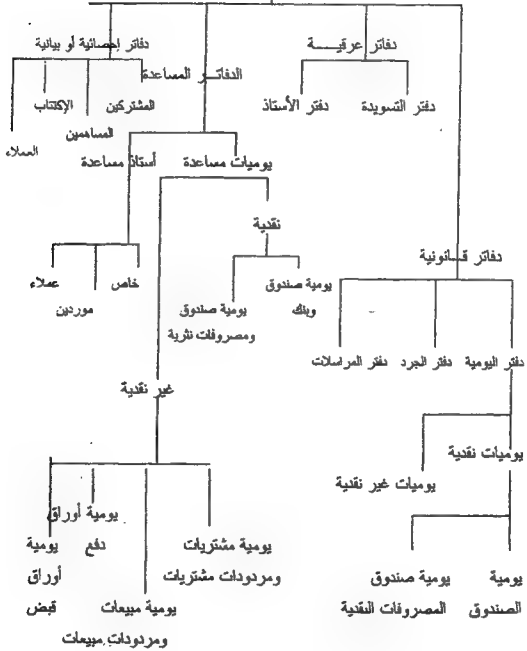 دفاتر عرفيـــــة
دفاتر إحصائية أو بيانية
الدفاتــر المساعدة
دفتر التسويدة
دفتر الأستاذ
المشتركين
الإكتتاب
المساهمين
العملاء
يوميات مساعدة
أستاذ مساعدة
نقدية
دفاتر قـــانونية
خاص
عملاء
موردين
يومية صندوق
وبنك
يومية صندوق
ومصروفات نثرية
دفتر اليومية
دفتر الجرد
دفتر المراسلات
غير نقدية
يوميات نقدية
يوميات غير نقدية
يومية أوراق
دفع
يومية
أوراق
قبض
يومية مشتريات
ومردودات مشتريات
يومية مبيعات
ومردودات مبيعات
يومية
الصندوق
يومية صندوق
المصروفات النقدية